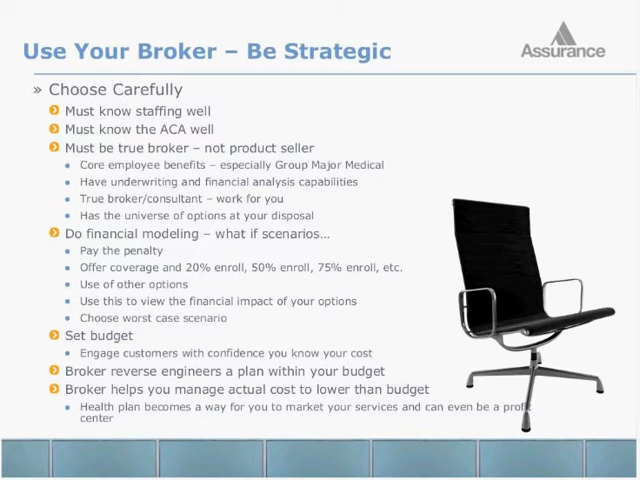 Use Your Broker – Be Strategic
Assurance
» Choose Carefully
Must know staffing well
Must know the ACA well
Must be true broker – not product seller
• Core employee benefits – especially Group Major Medical
• Have underwriting and financial analysis capabilities
• True broker/consultant – work for you
• Has the universe of options at your disposal
Do financial modeling – what if scenarios…
• Pay the penalty
• Offer coverage and 20% enroll, 50% enroll, 75% enroll, etc.
• Use of other options
• Use this to view the financial impact of your options
• Choose worst case scenario
Set budget
• Engage customers with confidence you know your cost
Broker reverse engineers a plan within your budget
Broker helps you manage actual cost to lower than budget
• Health plan becomes a way for you to market your services and can even be a profit
center